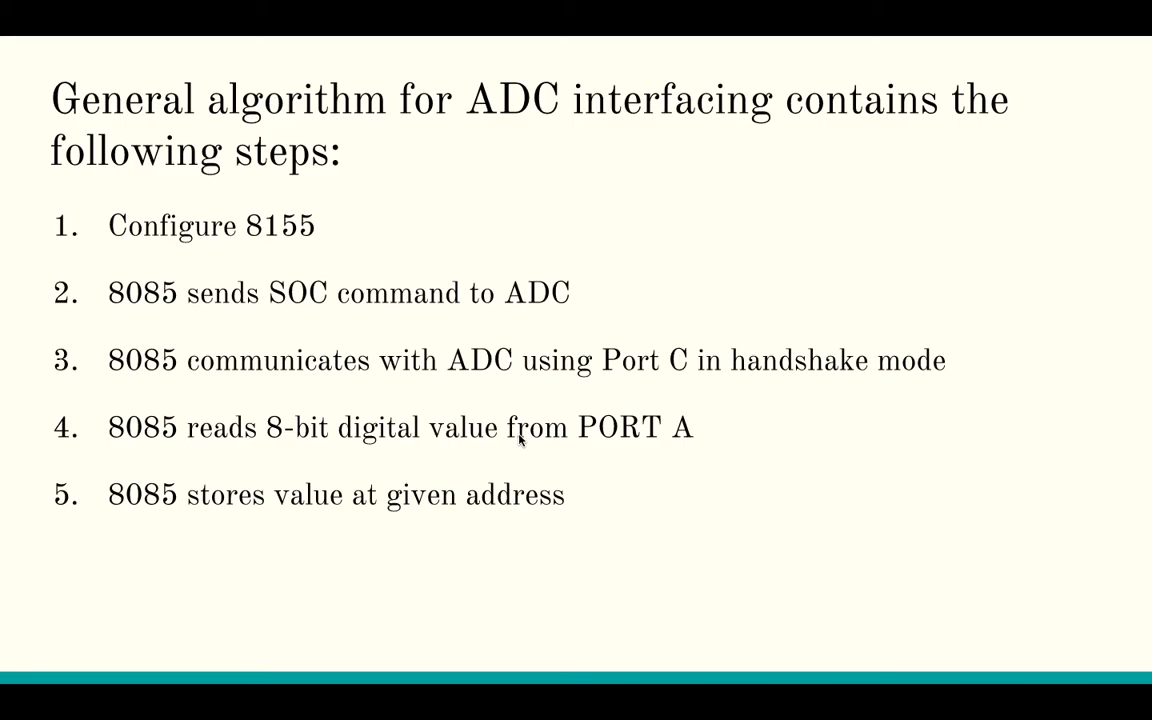 General algorithm for ADC interfacing contains the
following steps:
1. Configure 8155
2. 8085 sends SOC command to ADC
3. 8085 communicates with ADC using Port C in handshake mode
4. 8085 reads 8-bit digital value from PORT A
5. 8085 stores value at given address